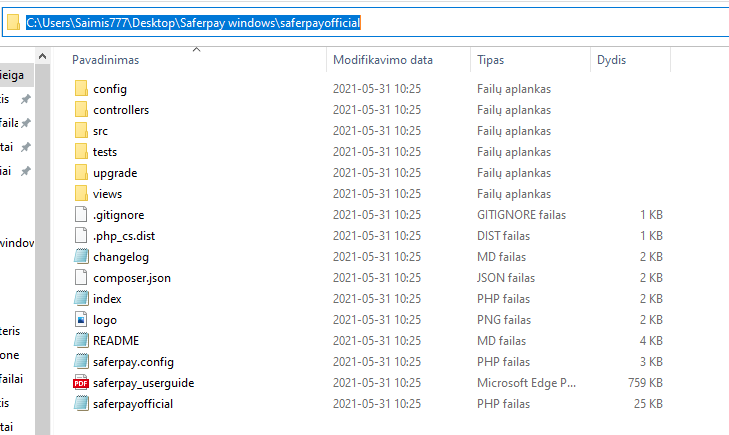 C:\Users\Saimis777\Desktop\Saferpay windows\saferpayofficial
Pavadinimas Modifikavimo data Tipas Dydis
ieiga config 2021-05-31 10:25 Failų aplankas
tis controllers 2021-05-31 10:25 Failų aplankas
failai src 2021-05-31 10:25 Failų aplankas
tai tests 2021-05-31 10:25 Failų aplankas
iai upgrade 2021-05-31 10:25 Failų aplankas
views 2021-05-31 10:25 Failų aplankas
.gitignore 2021-05-31 10:25 GITIGNORE failas 1 KB
window .php_cs.dist 2021-05-31 10:25 DIST failas 1 KB
changelog 2021-05-31 10:25 MD failas 2 KB
composer.json 2021-05-31 10:25 JSON failas 2 KB
index 2021-05-31 10:25 PHP failas 2 KB
logo 2021-05-31 10:25 PNG failas 2 KB
teris README 2021-05-31 10:25 MD failas 4 KB
one saferpay.config 2021-05-31 10:25 PHP failas 3 KB
failai saferpay_userguide 2021-05-31 10:25 Microsoft Edge P... 759 KB
tis saferpayofficial 2021-05-31 10:25 PHP failas 25 KB
tai